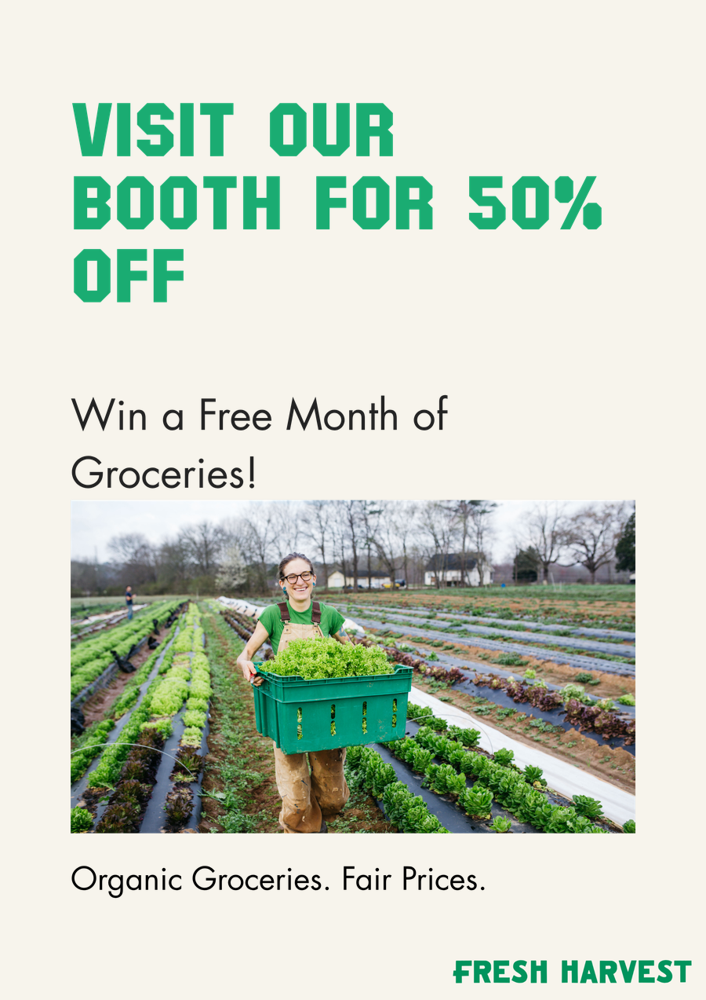 VISIT OUR
BOOTH FOR 50%
OFF
Win a Free Month of
Groceries!
Organic Groceries. Fair Prices.
FRESH HARVEST